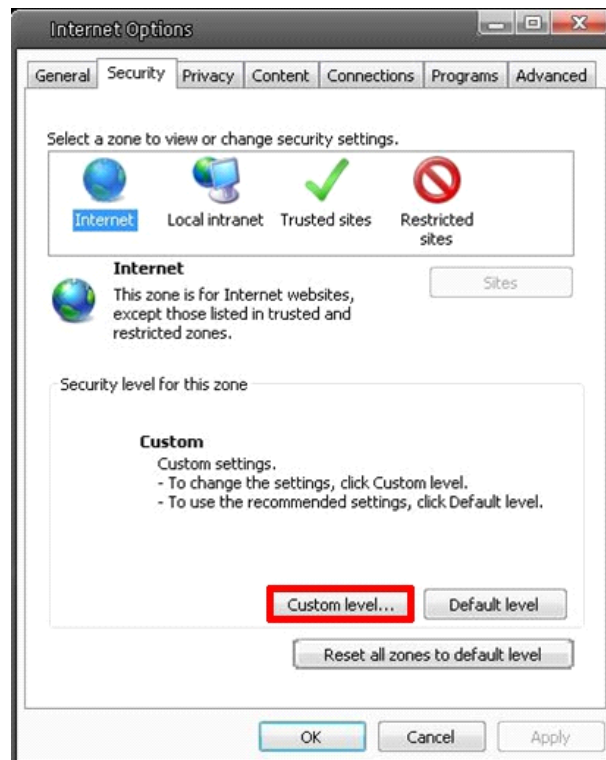 Internet Options
General Security Privacy Content Connections Programs Advanced
Select a zone to view or change security settings.
Internet Local intranet Trusted sites Restricted sites
Internet
Sites
This zone is for Internet websites,
except those listed in trusted and
restricted zones.
Security level for this zone
Custom
Custom settings.
- To change the settings, click Custom level.
- To use the recommended settings, click Default level.
Custom level... Default level
Reset all zones to default level
OK Cancel Apply